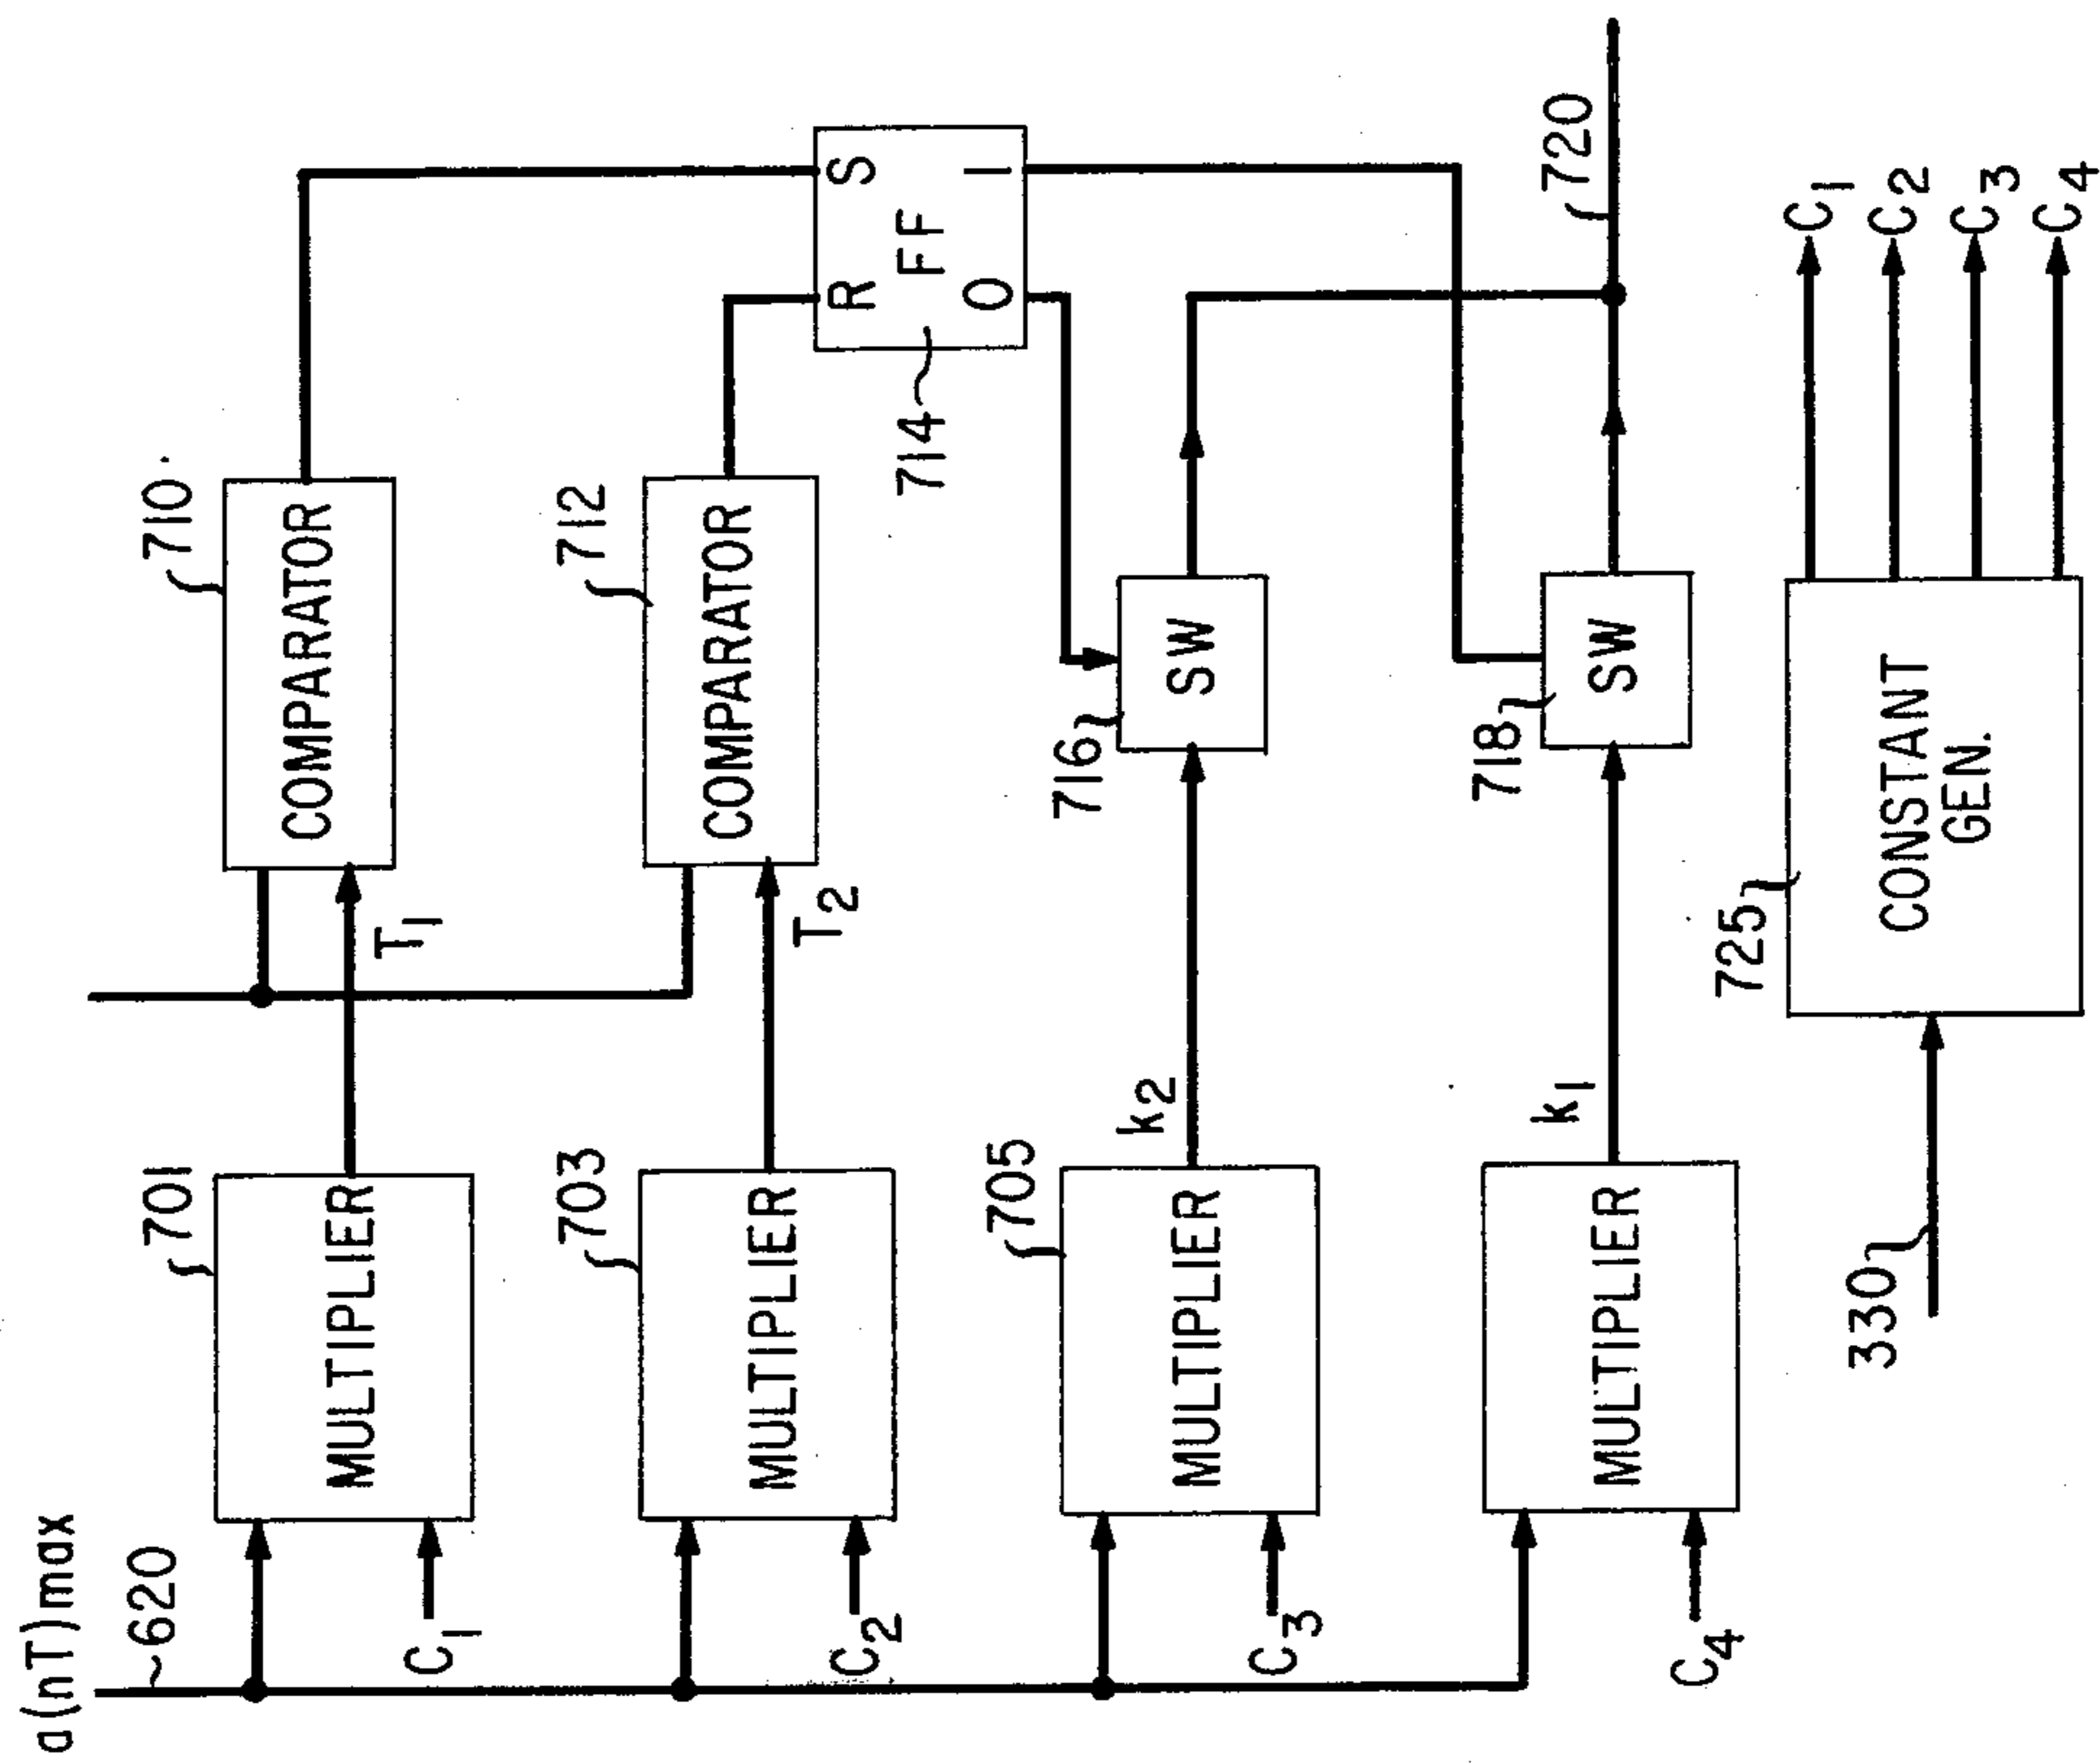 a(nT)max
620
701
MULTIPLIER
C1
T1
710
COMPARATOR
703
MULTIPLIER
C2
T2
712
COMPARATOR
R
S
FF
O
1
714
705
MULTIPLIER
C3
k2
716
SW
MULTIPLIER
C4
k1
718
SW
720
330
725
CONSTANT
GEN.
C1
C2
C3
C4